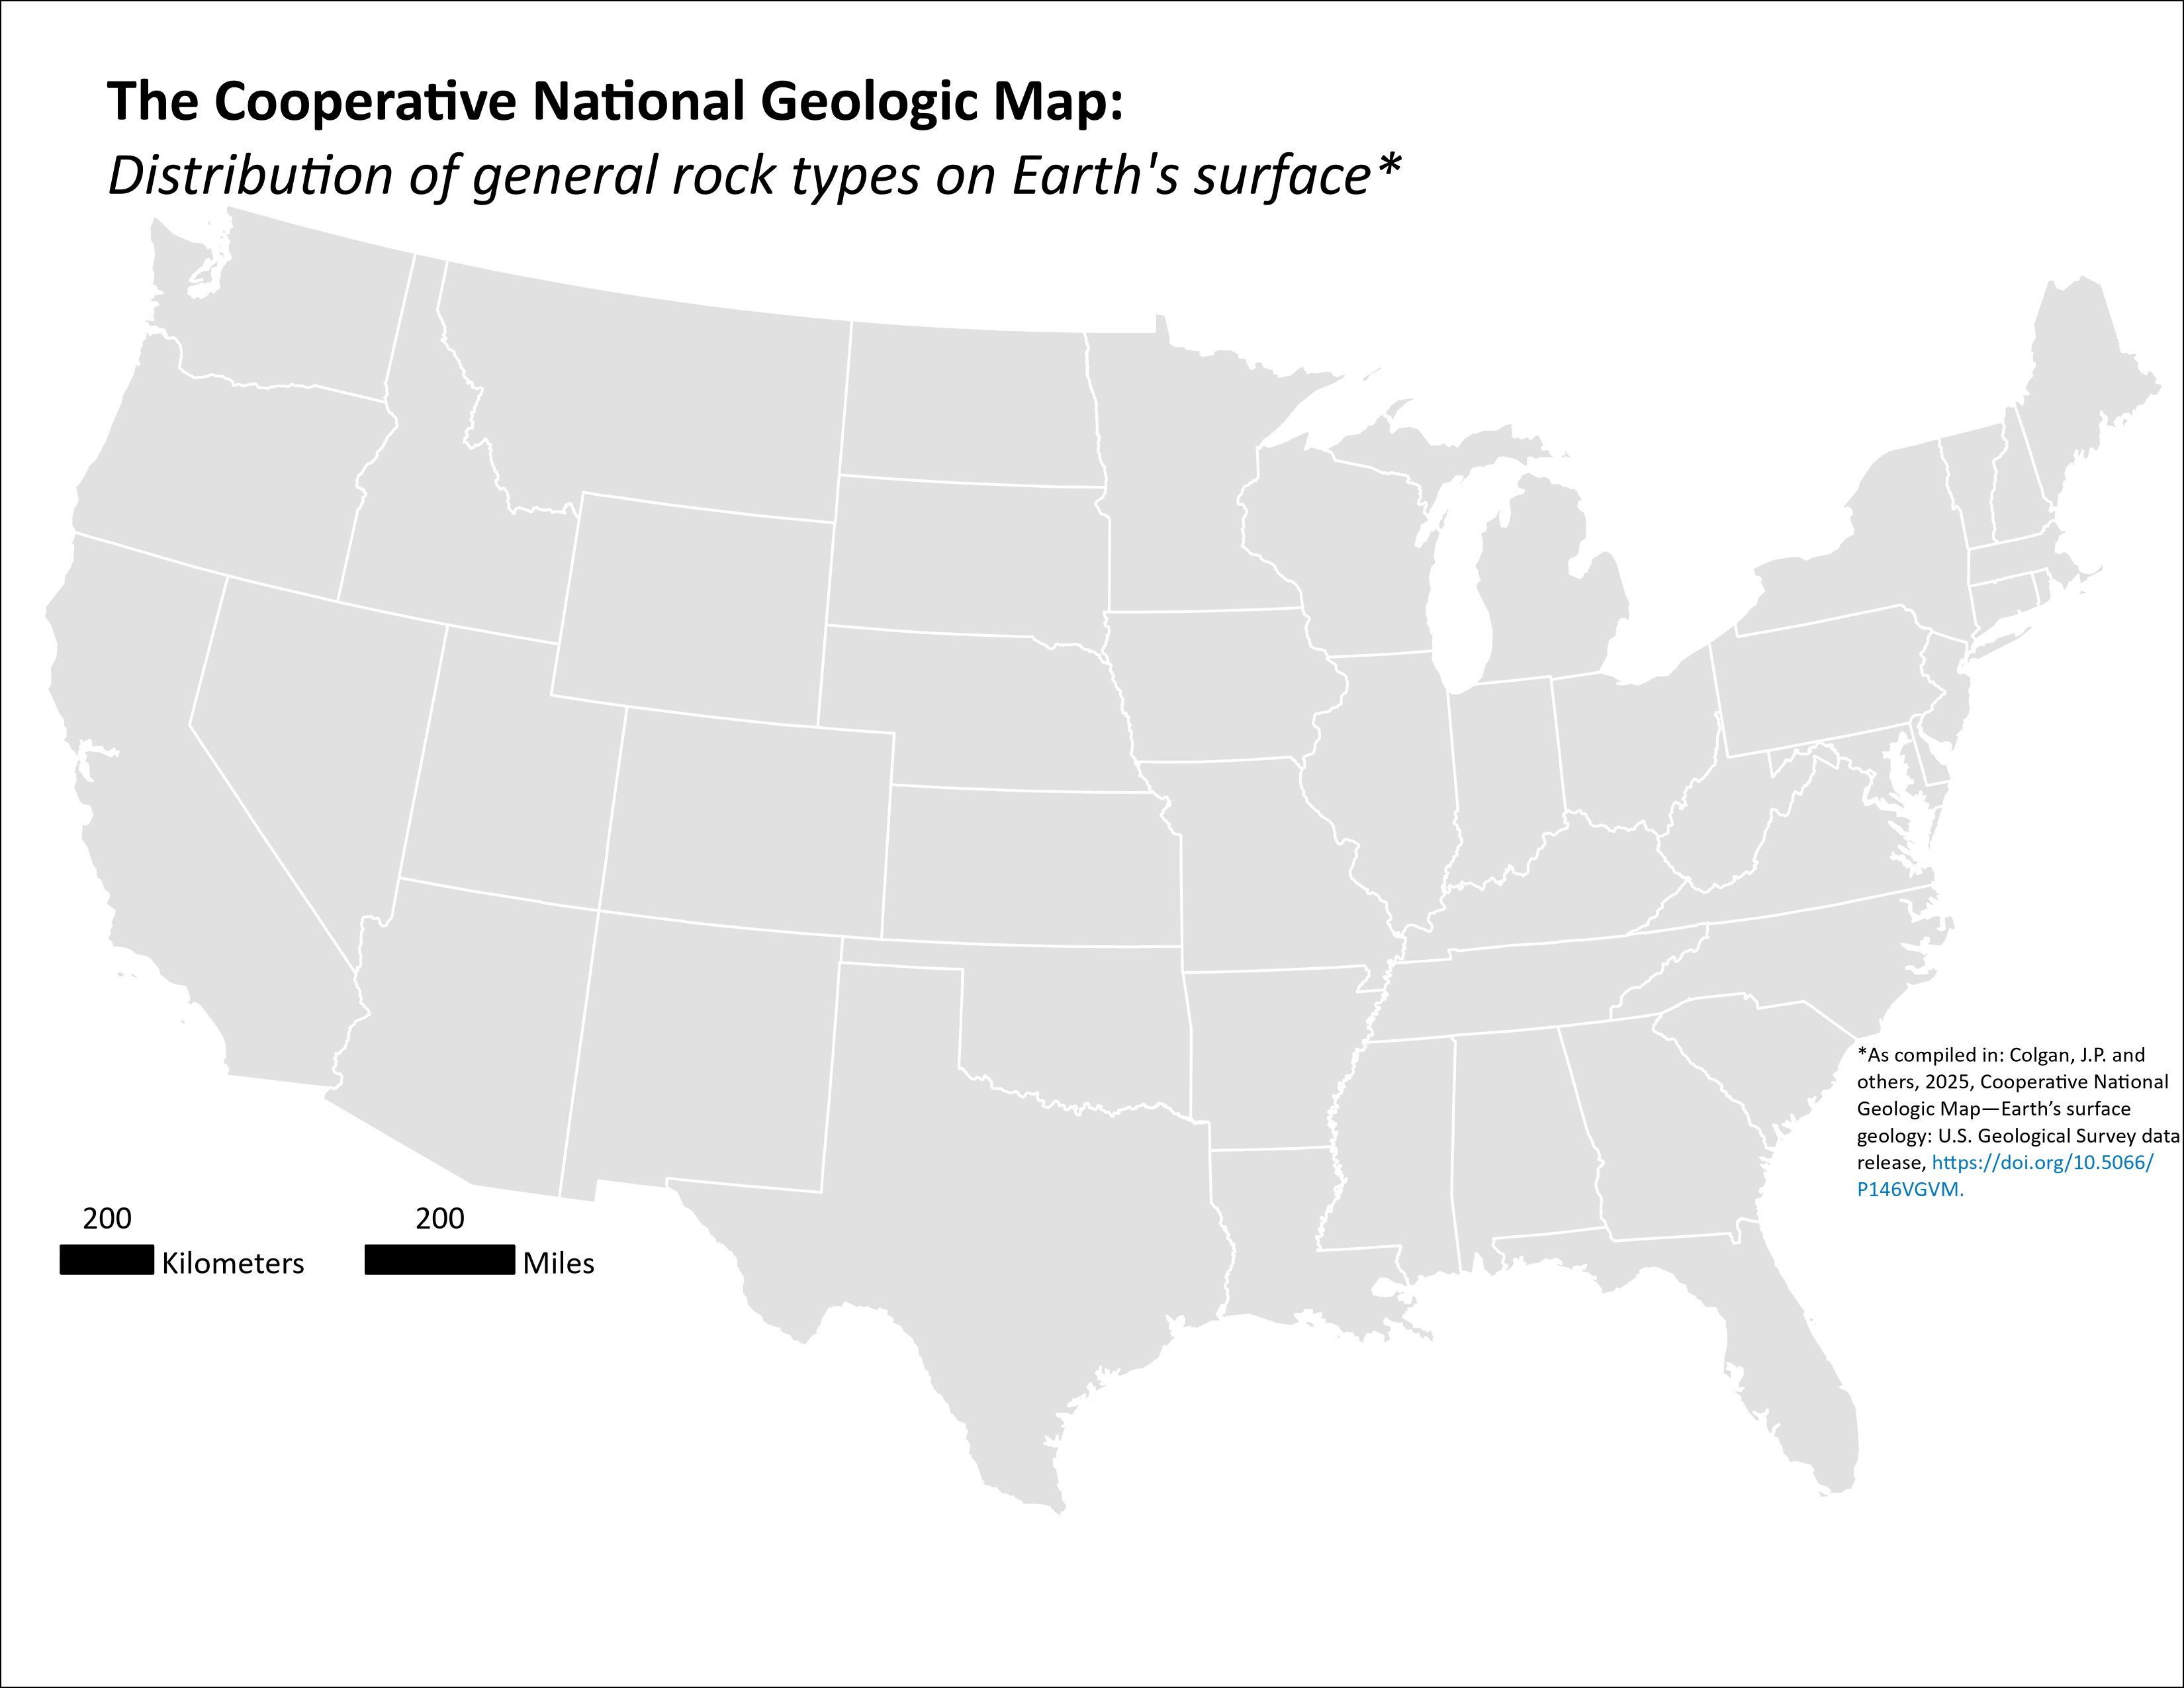 The Cooperative National Geologic Map:
Distribution of general rock types on Earth's surface*
*As compiled in: Colgan, J.P. and
others, 2025, Cooperative National
Geologic Map—Earth’s surface
geology: U.S. Geological Survey data
release, https://doi.org/10.5066/
P146VGVM.
200 200
Kilometers Miles